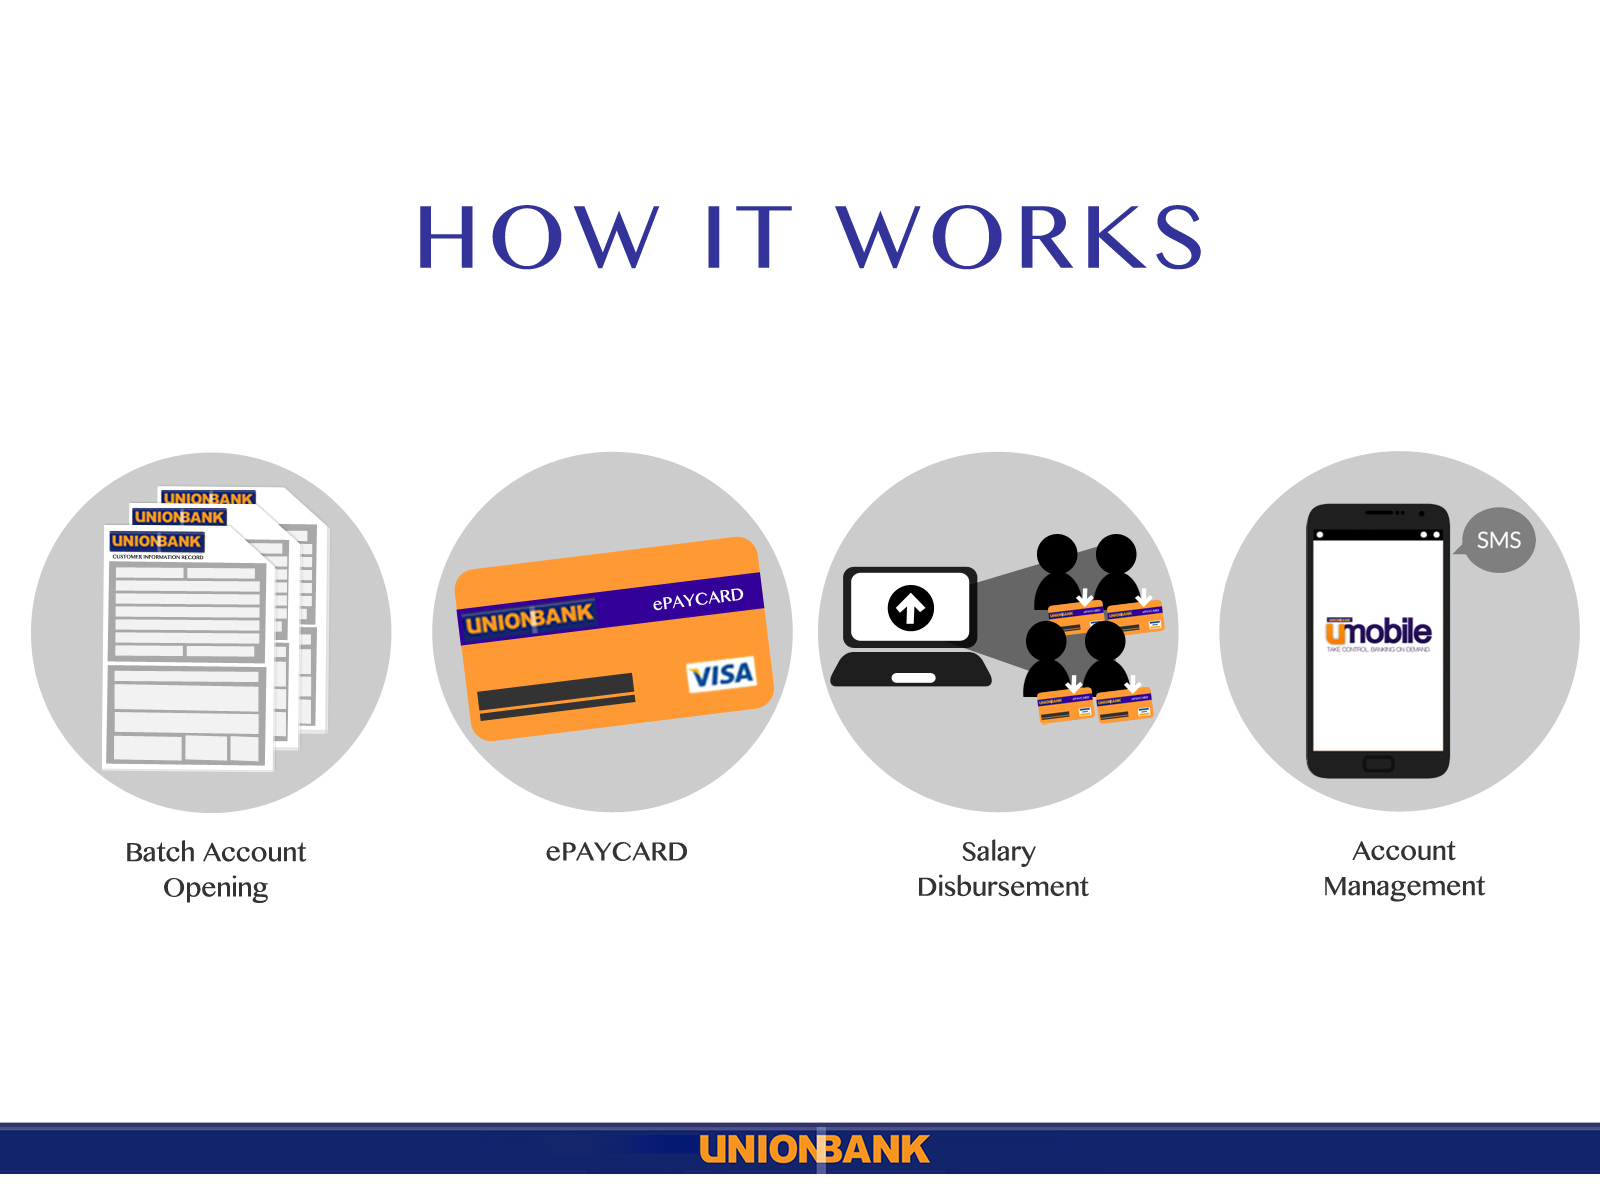 HOW IT WORKS
UNIONBANK
UNIONBANK
UNIONBANK
CUSTOMER INFORMATION RECORD
UNIONBANK
ePAYCARD
VISA
SMS
UNIONBANK
umobile
TAKE CONTROL. BANKING ON DEMAND.
Batch Account
Opening
ePAYCARD
Salary
Disbursement
Account
Management
UNIONBANK